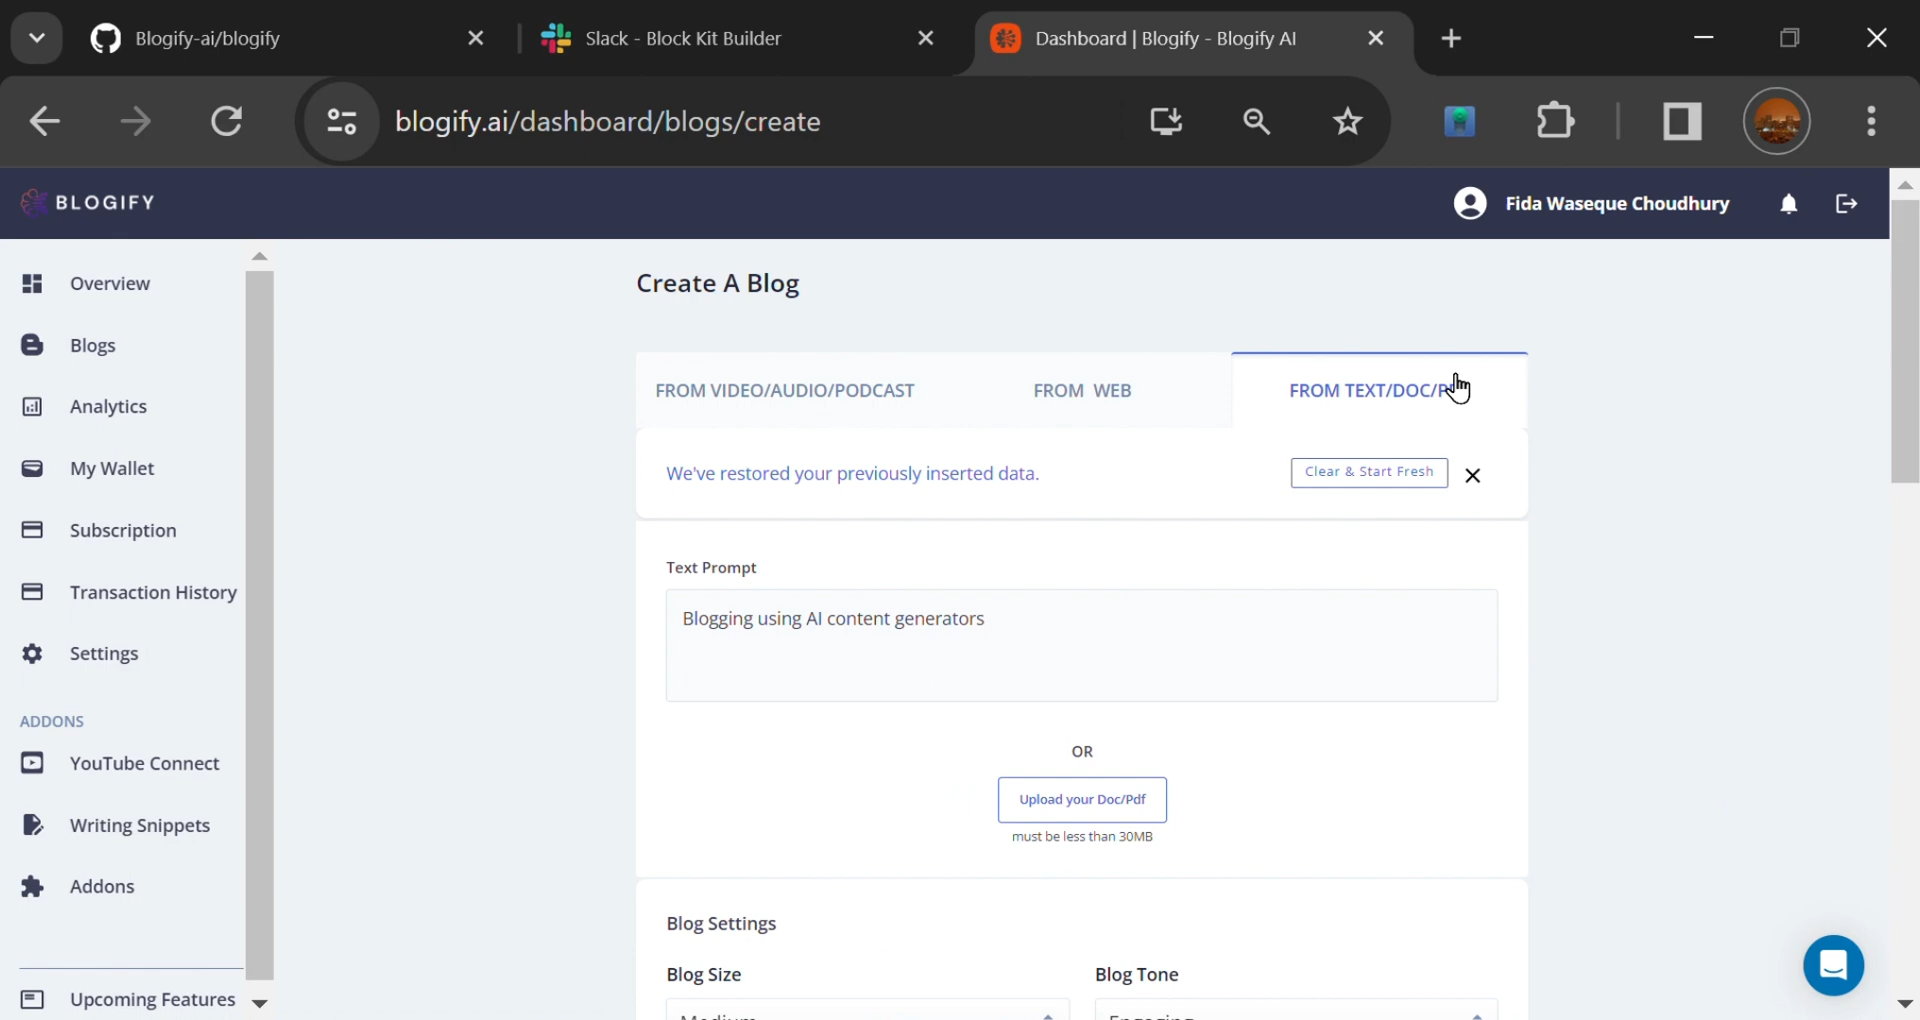 Blogify-ai/blogify
Slack - Block Kit Builder
Dashboard | Blogify - Blogify AI
blogify.ai/dashboard/blogs/create
BLOGIFY
Fida Waseque Choudhury
Overview
Blogs
Analytics
My Wallet
Subscription
Transaction History
Settings
ADDONS
YouTube Connect
Writing Snippets
Addons
Upcoming Features
Create A Blog
FROM VIDEO/AUDIO/PODCAST
FROM WEB
FROM TEXT/DOC/
We've restored your previously inserted data.
Clear & Start Fresh
Text Prompt
Blogging using AI content generators
OR
Upload your Doc/Pdf
must be less than 30MB
Blog Settings
Blog Size
Blog Tone
Medium
Engaging